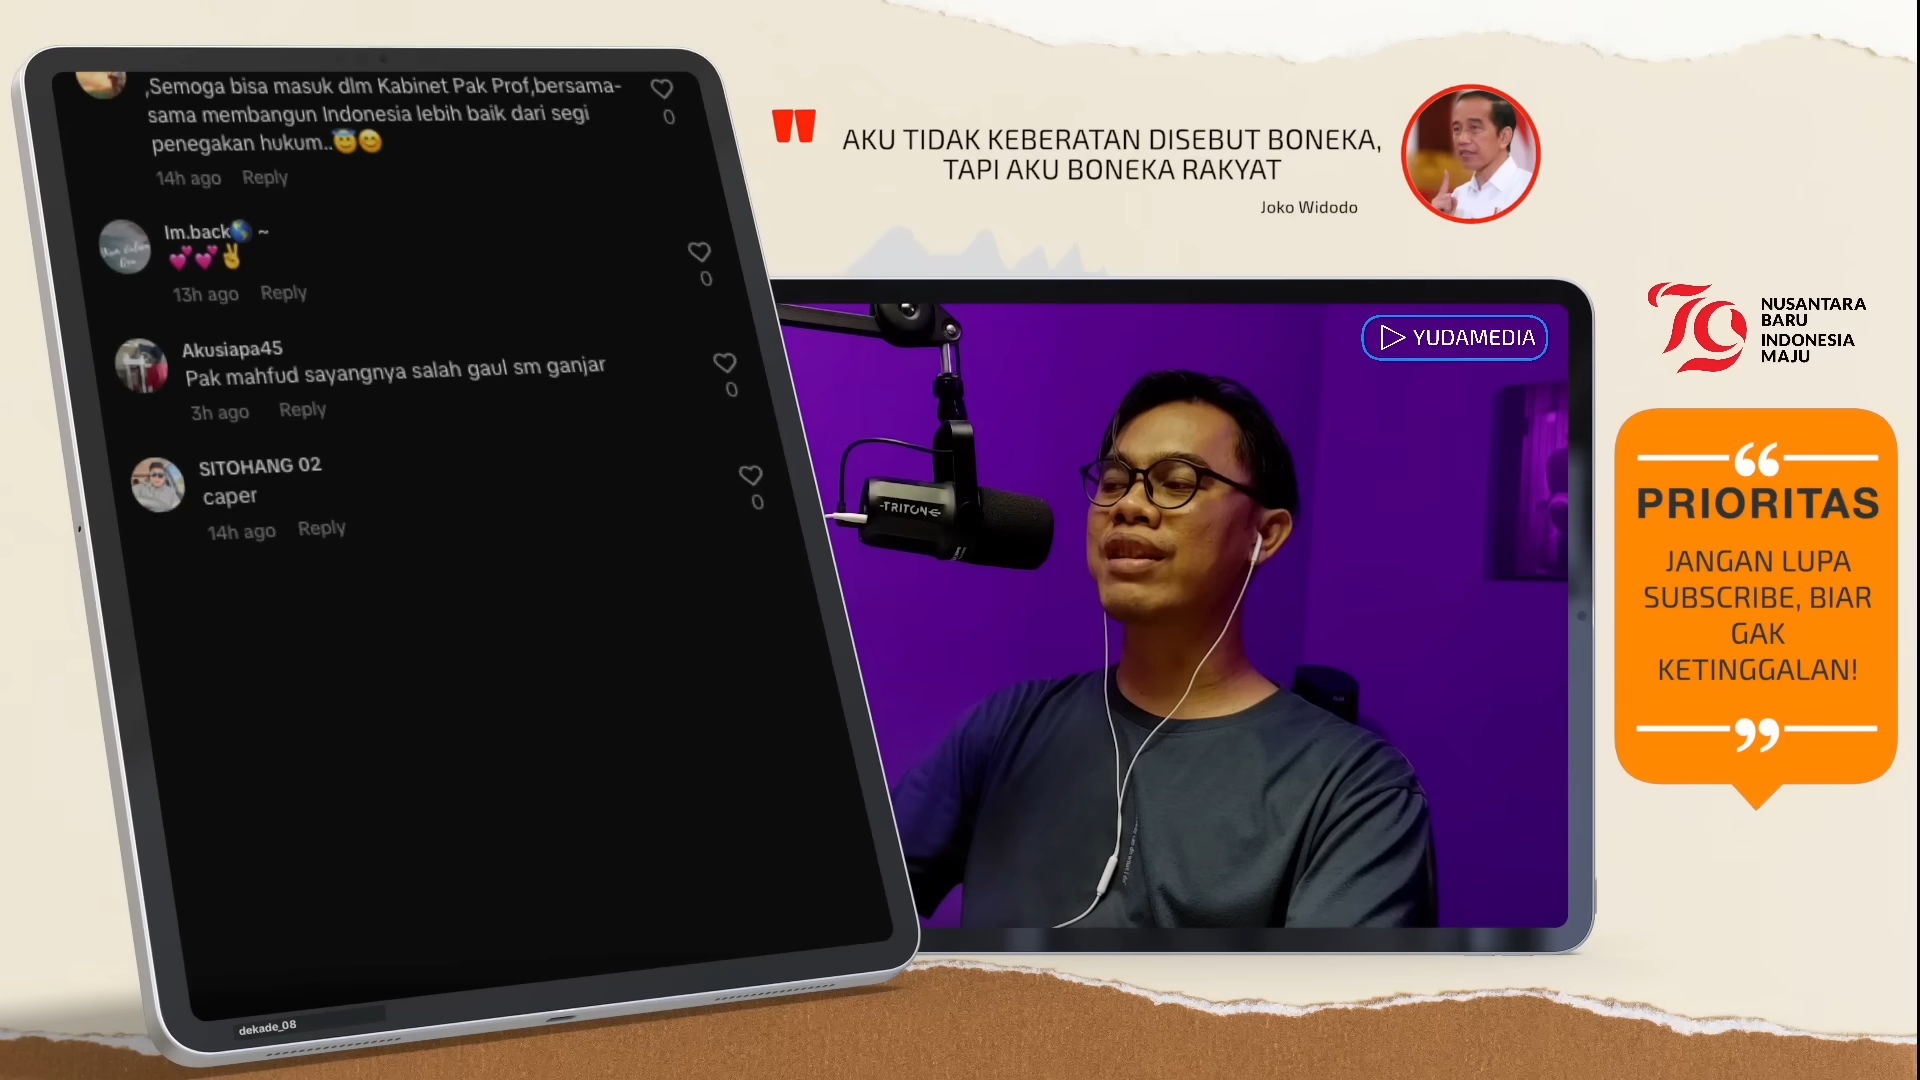 ,Semoga bisa masuk dlm Kabinet Pak Prof,bersama-
sama membangun Indonesia lebih baik dari segi
penegakan hukum..😇😊
14h ago Reply
0
Im.back🌎 ~
💕💕✌️
13h ago Reply
0
Akusiapa45
Pak mahfud sayangnya salah gaul sm ganjar
3h ago Reply
0
SITOHANG 02
caper
14h ago Reply
0
dekade_08
" AKU TIDAK KEBERATAN DISEBUT BONEKA,
TAPI AKU BONEKA RAKYAT
Joko Widodo
YUDAMEDIA
TRITON
79 NUSANTARA
BARU
INDONESIA
MAJU
“
PRIORITAS
JANGAN LUPA
SUBSCRIBE, BIAR
GAK
KETINGGALAN!
”